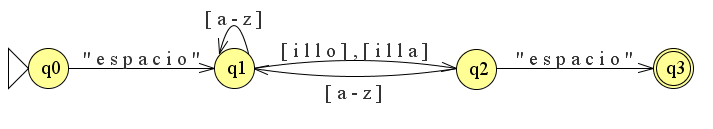 [a-z]
"espacio"
[illo],[illa]
"espacio"
q0
q1
q2
q3
[a-z]